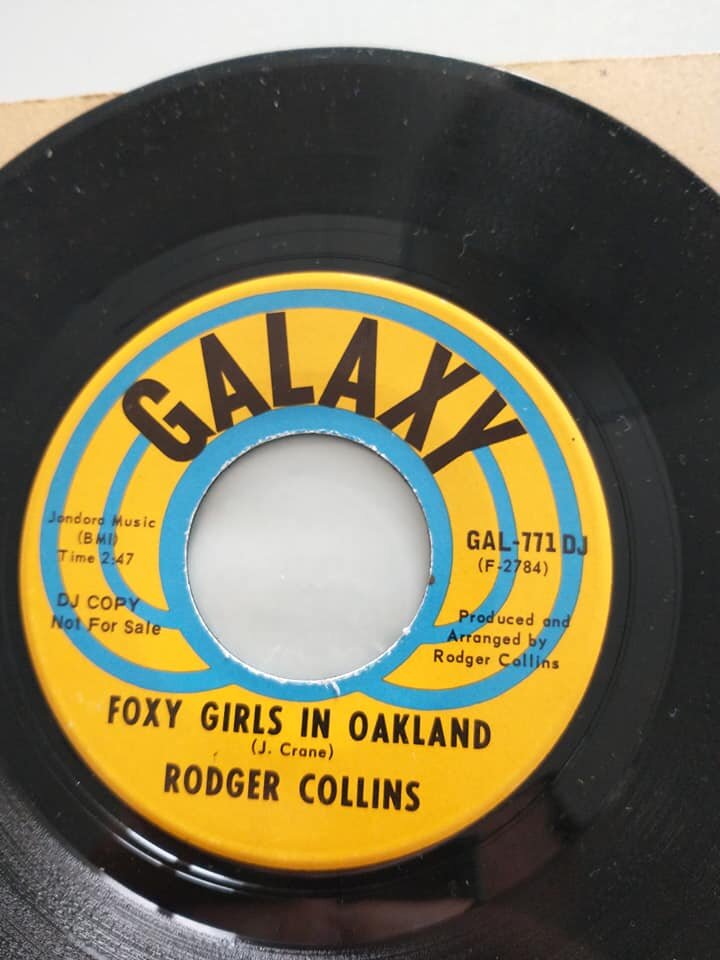 GALAXY
Jondora Music
(BMI)
Time 2:47
DJ COPY
Not For Sale
GAL-771 DJ
(F-2784)
Produced and
Arranged by
Rodger Collins
FOXY GIRLS IN OAKLAND
(J. Crane)
RODGER COLLINS